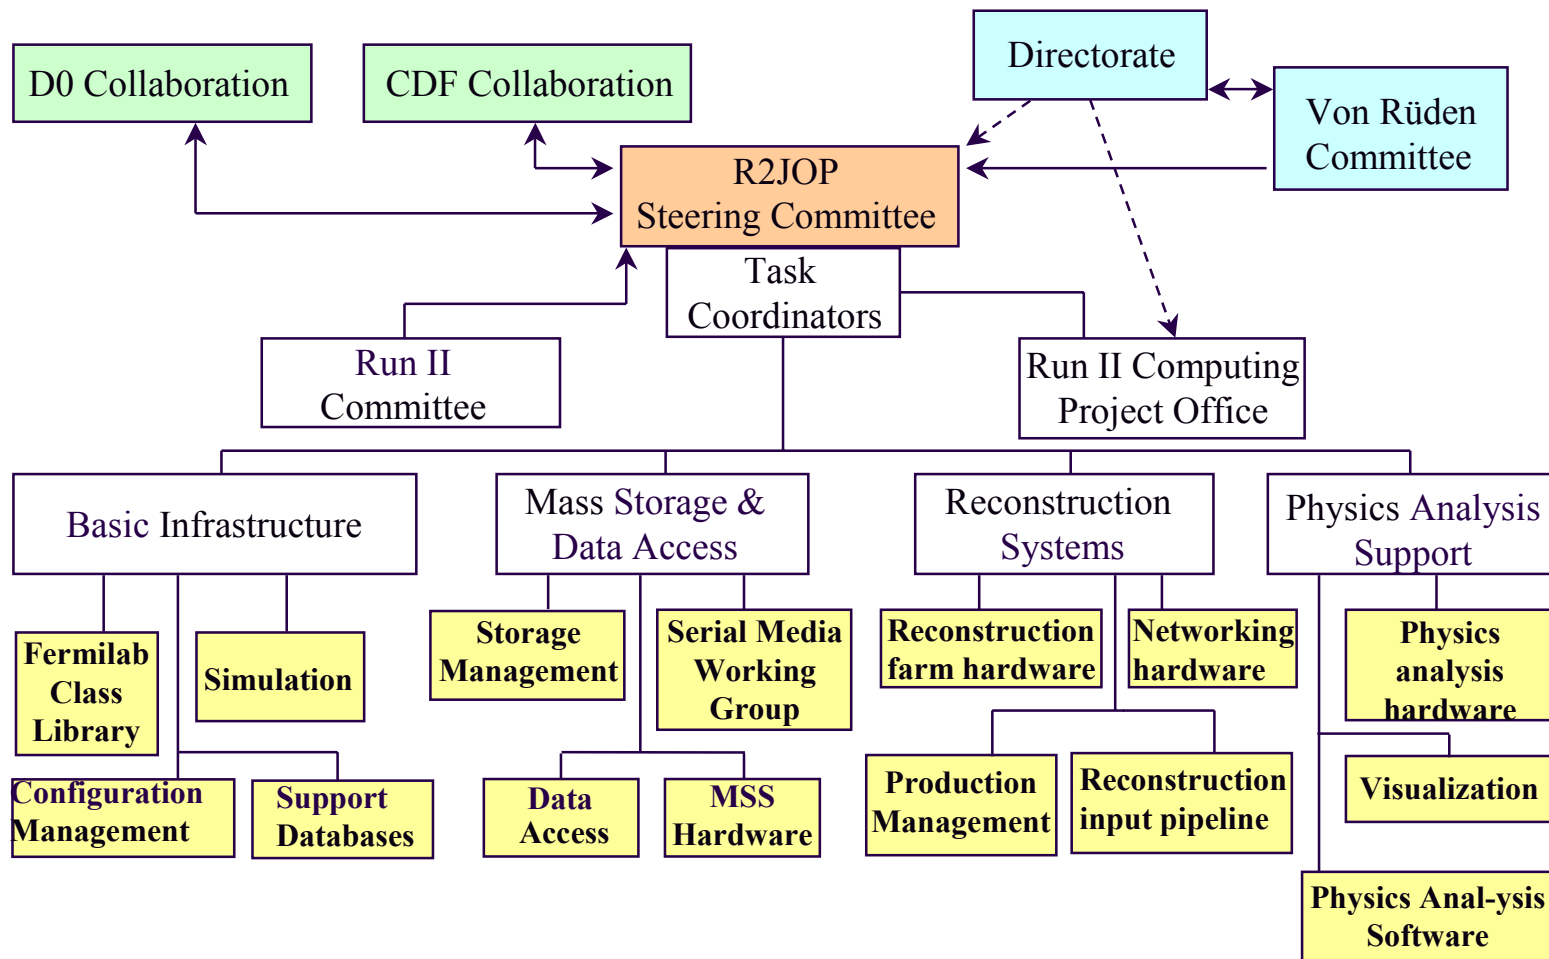 D0 Collaboration
CDF Collaboration
Directorate
Von Rüden
Committee
R2JOP
Steering Committee
Task
Coordinators
Run II
Committee
Run II Computing
Project Office
Basic Infrastructure
Mass Storage &
Data Access
Reconstruction
Systems
Physics Analysis
Support
Fermilab
Class
Library
Simulation
Storage
Management
Serial Media
Working
Group
Reconstruction
farm hardware
Networking
hardware
Physics
analysis
hardware
Configuration
Management
Support
Databases
Data
Access
MSS
Hardware
Production
Management
Reconstruction
input pipeline
Visualization
Physics Anal-ysis
Software